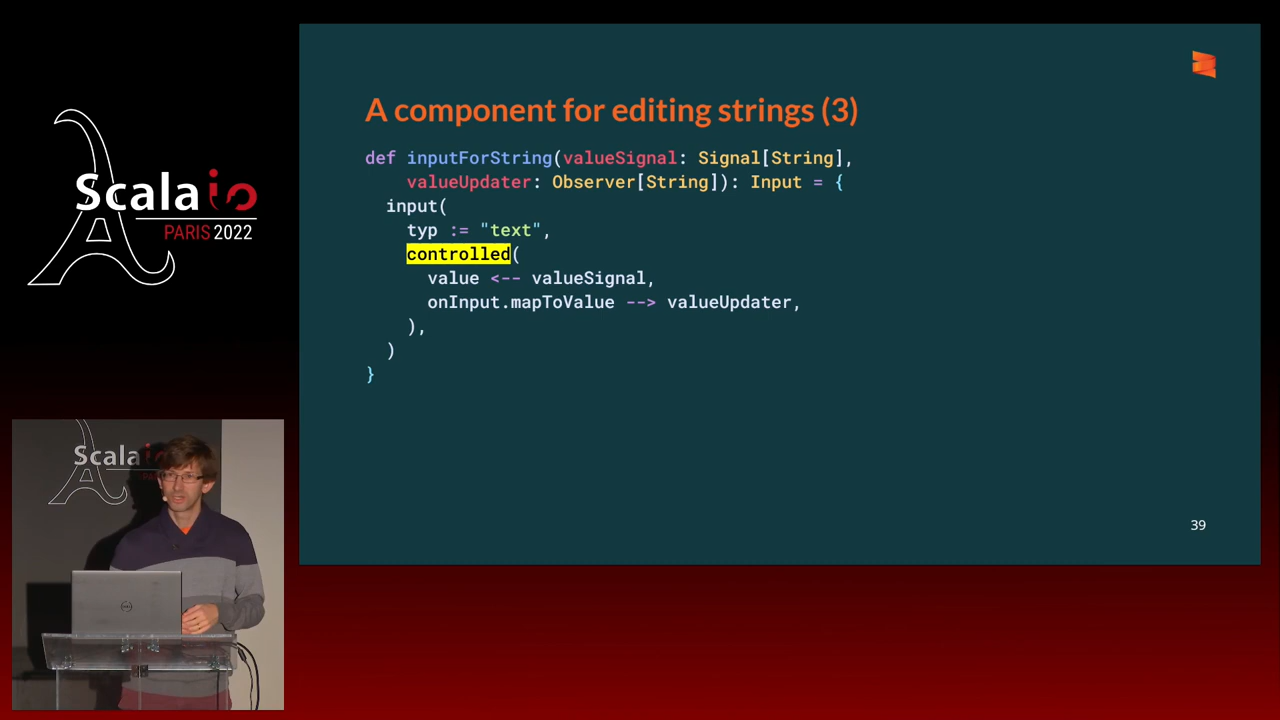 Scala io
PARIS 2022
A component for editing strings (3)
def inputForString(valueSignal: Signal[String],
valueUpdater: Observer[String]): Input = {
input(
typ := "text",
controlled(
value <-- valueSignal,
onInput.mapToValue --> valueUpdater,
),
)
}
39
Scala